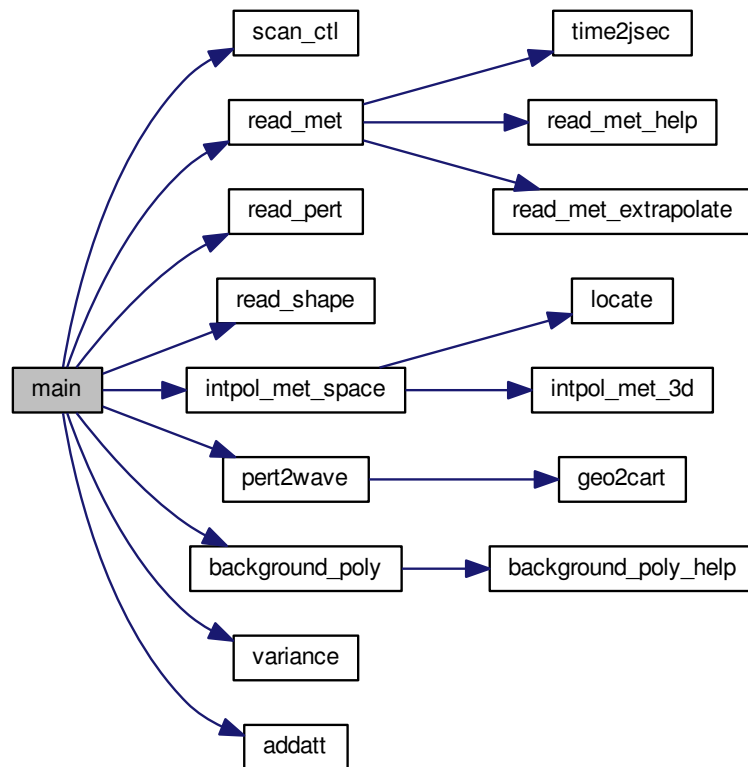 scan_ctl
time2jsec
read_met
read_met_help
read_pert
read_met_extrapolate
read_shape
locate
main
intpol_met_space
intpol_met_3d
pert2wave
geo2cart
background_poly
background_poly_help
variance
addatt